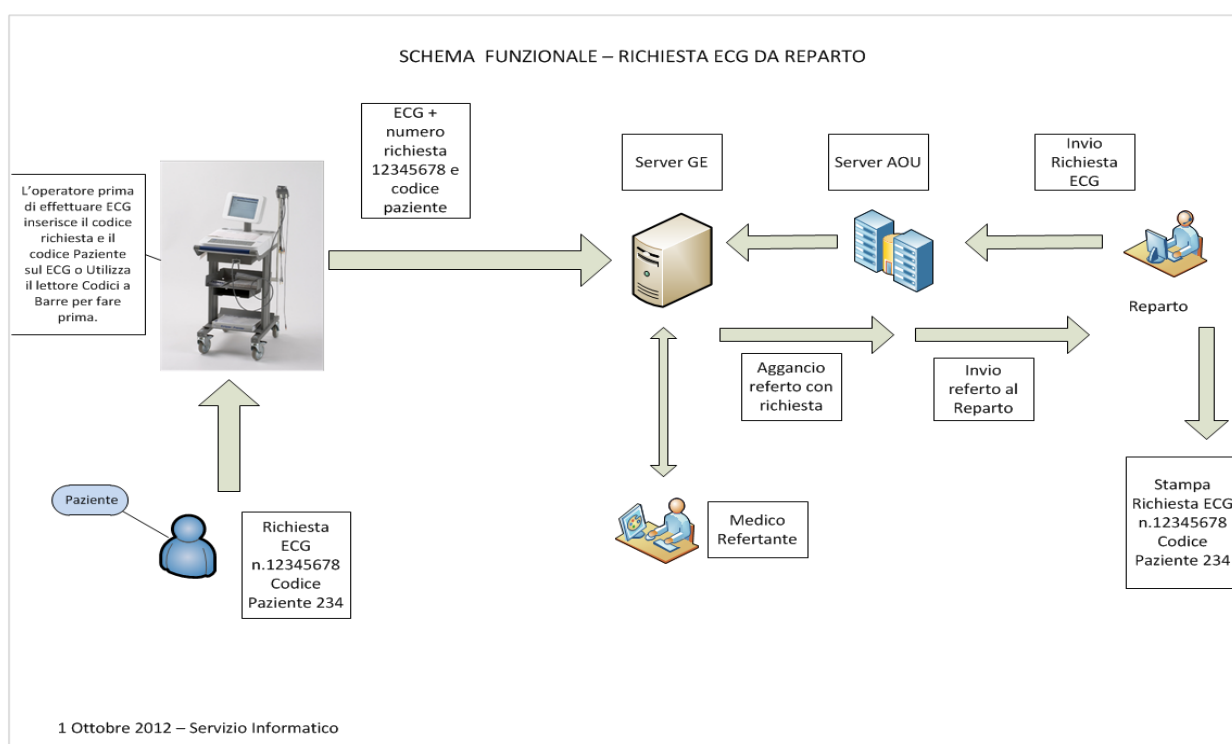 SCHEMA FUNZIONALE – RICHIESTA ECG DA REPARTO
L'operatore prima
di effettuare ECG
inserisce il codice
richiesta e il
codice Paziente
sul ECG o Utilizza
il lettore Codici a
Barre per fare
prima.
ECG +
numero
richiesta
12345678 e
codice
paziente
Server GE
Server AOU
Invio
Richiesta
ECG
Reparto
Aggancio
referto con
richiesta
Invio
referto al
Reparto
Paziente
Richiesta
ECG
n.12345678
Codice
Paziente 234
Medico
Refertante
Stampa
Richiesta ECG
n.12345678
Codice
Paziente 234
1 Ottobre 2012 – Servizio Informatico